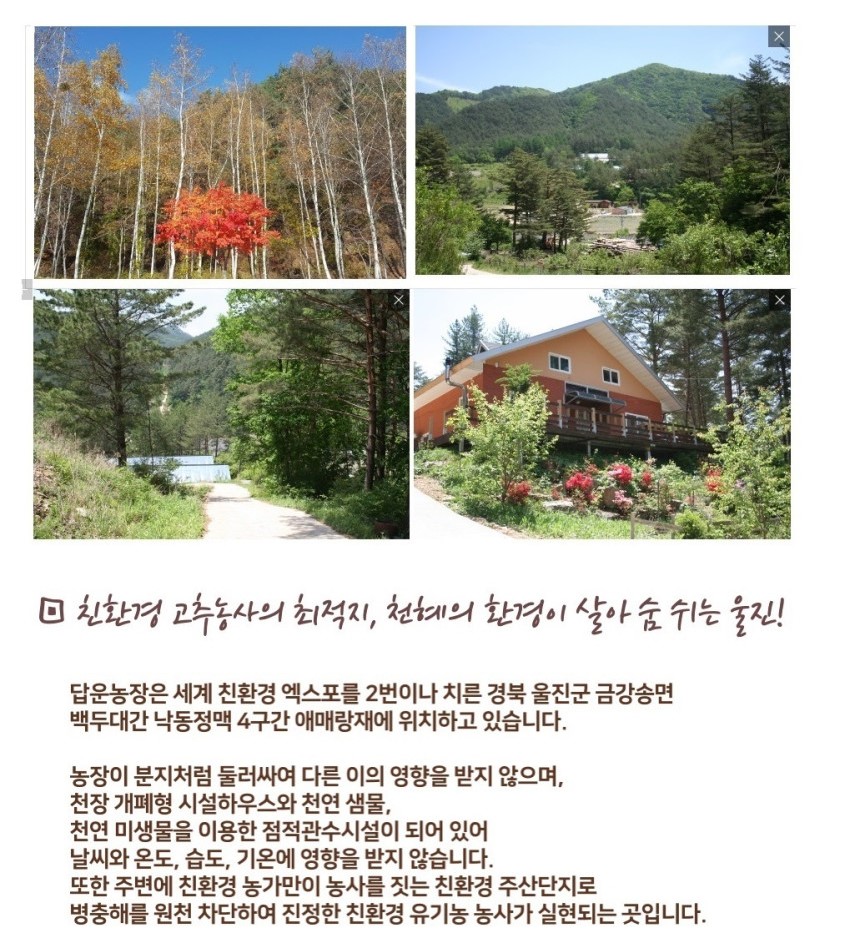 回 친환경 고추농사의 최적지, 천혜의 환경이 살아 숨 쉬는 울진!
답운농장은 세계 친환경 엑스포를 2번이나 치른 경북 울진군 금강송면
백두대간 낙동정맥 4구간 애매랑재에 위치하고 있습니다.
농장이 분지처럼 둘러싸여 다른 이의 영향을 받지 않으며,
천장 개폐형 시설하우스와 천연 샘물,
천연 미생물을 이용한 점적관수시설이 되어 있어
날씨와 온도, 습도, 기온에 영향을 받지 않습니다.
또한 주변에 친환경 농가만이 농사를 짓는 친환경 주산단지로
병충해를 원천 차단하여 진정한 친환경 유기농 농사가 실현되는 곳입니다.